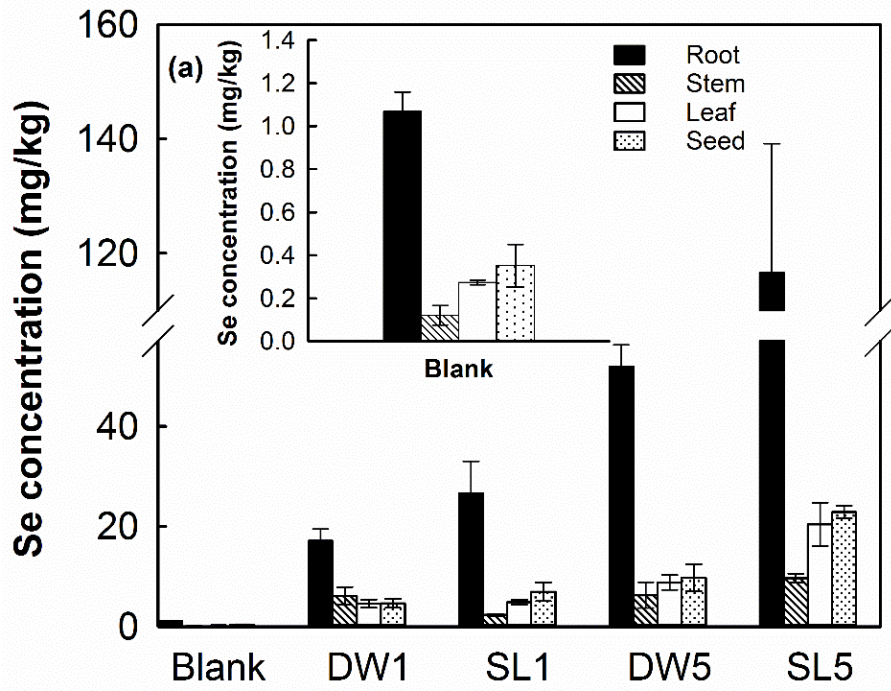 Se concentration (mg/kg)
160
140
120
40
20
0
(a)
Se concentration (mg/kg)
1.4
1.2
1.0
0.8
0.6
0.4
0.2
0.0
Blank
Root
Stem
Leaf
Seed
Blank DW1 SL1 DW5 SL5